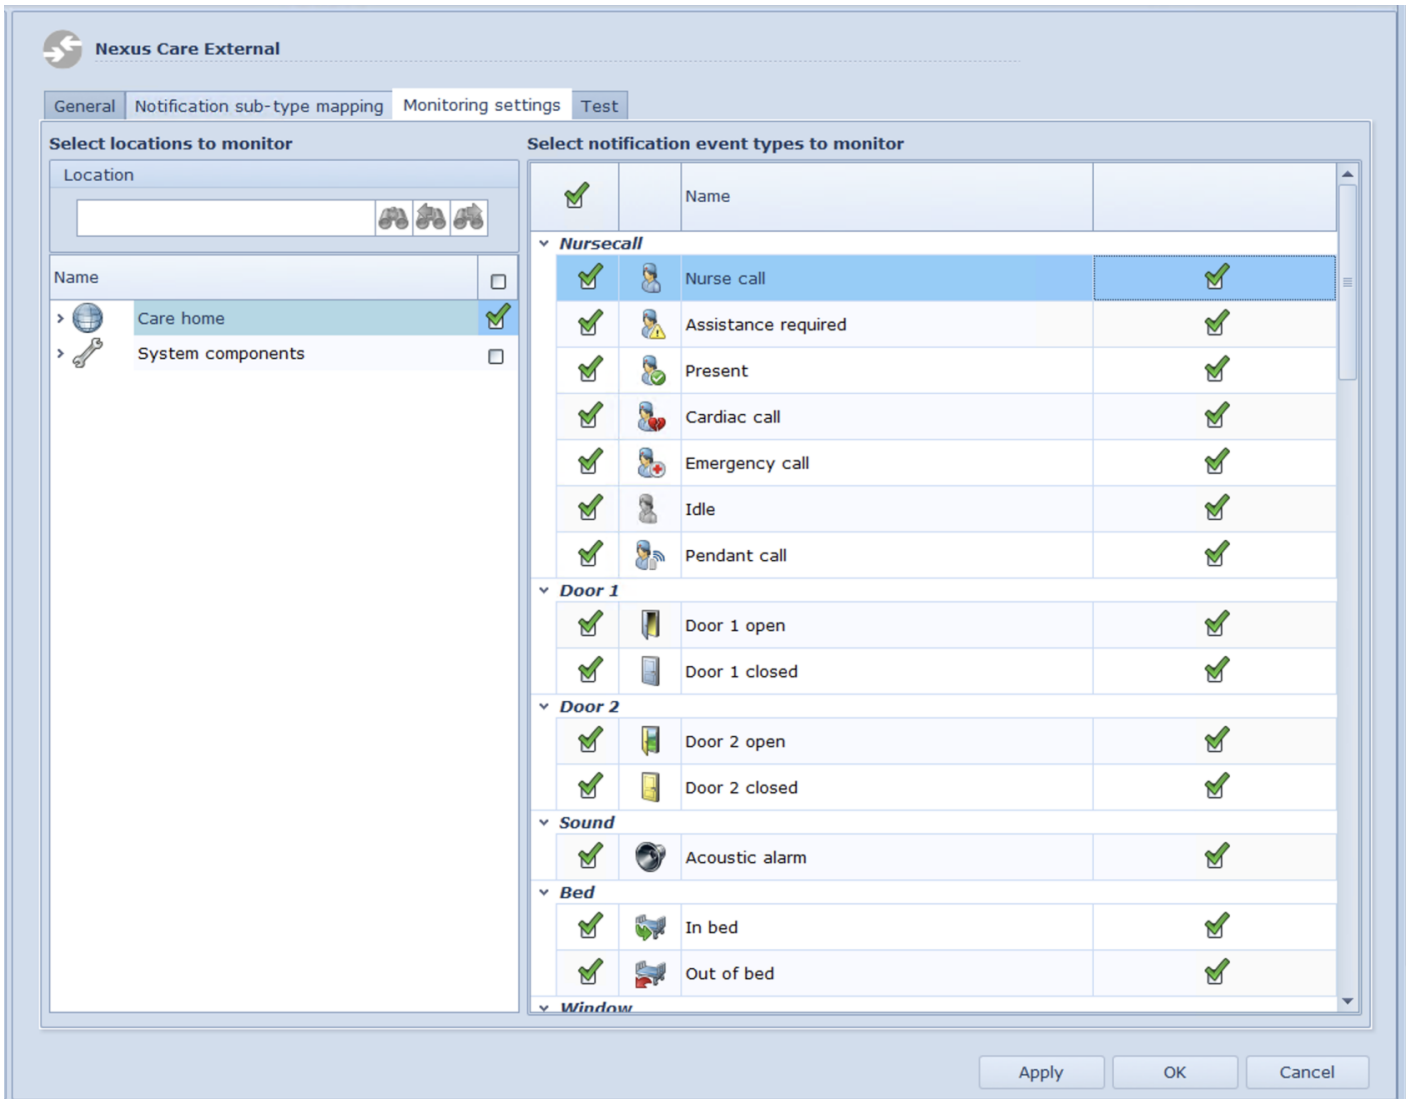 Nexus Care External
General Notification sub-type mapping Monitoring settings Test
Select locations to monitor
Select notification event types to monitor
Location
Name
Name
Care home
System components
Nursecall
Nurse call
Assistance required
Present
Cardiac call
Emergency call
Idle
Pendant call
Door 1
Door 1 open
Door 1 closed
Door 2
Door 2 open
Door 2 closed
Sound
Acoustic alarm
Bed
In bed
Out of bed
Window
Apply OK Cancel